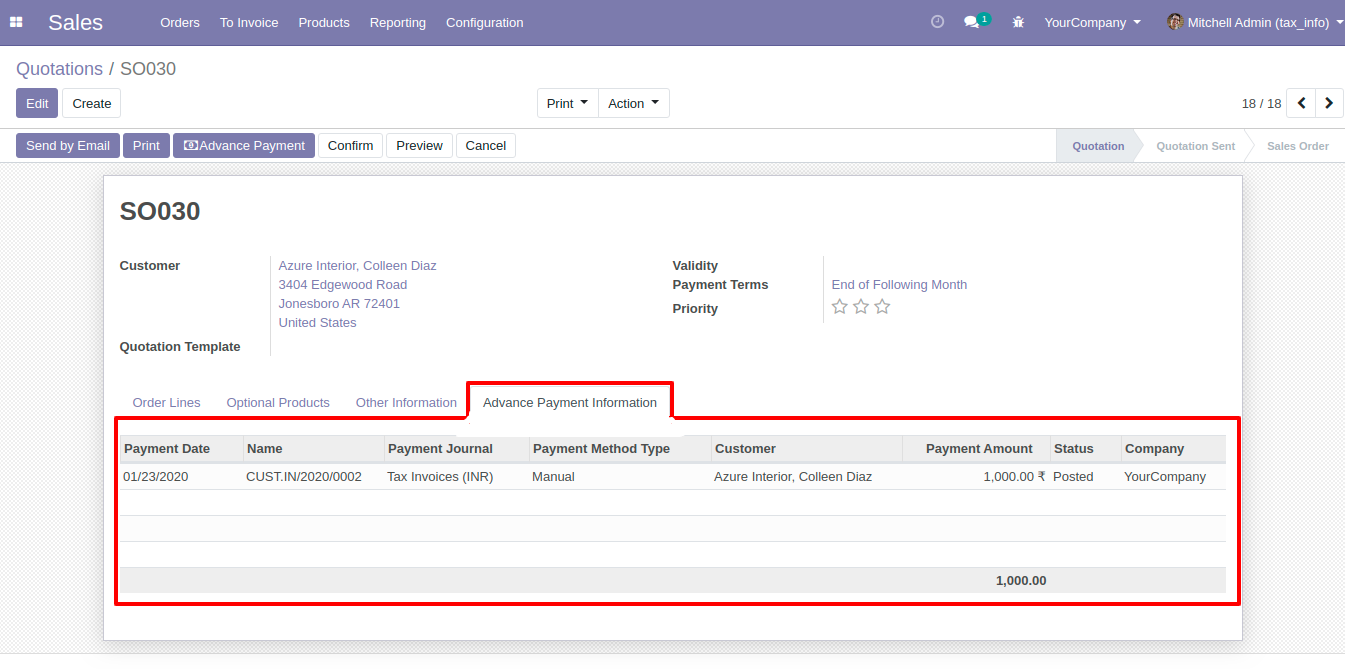 Sales Orders To Invoice Products Reporting Configuration 1 YourCompany Mitchell Admin (tax_info)
Quotations / SO030
Edit Create Print Action 18 / 18
Send by Email Print Advance Payment Confirm Preview Cancel Quotation Quotation Sent Sales Order
SO030
Customer Azure Interior, Colleen Diaz Validity
3404 Edgewood Road Payment Terms End of Following Month
Jonesboro AR 72401 Priority
United States
Quotation Template
Order Lines Optional Products Other Information Advance Payment Information
Payment Date Name Payment Journal Payment Method Type Customer Payment Amount Status Company
01/23/2020 CUST.IN/2020/0002 Tax Invoices (INR) Manual Azure Interior, Colleen Diaz 1,000.00 ₹ Posted YourCompany
1,000.00